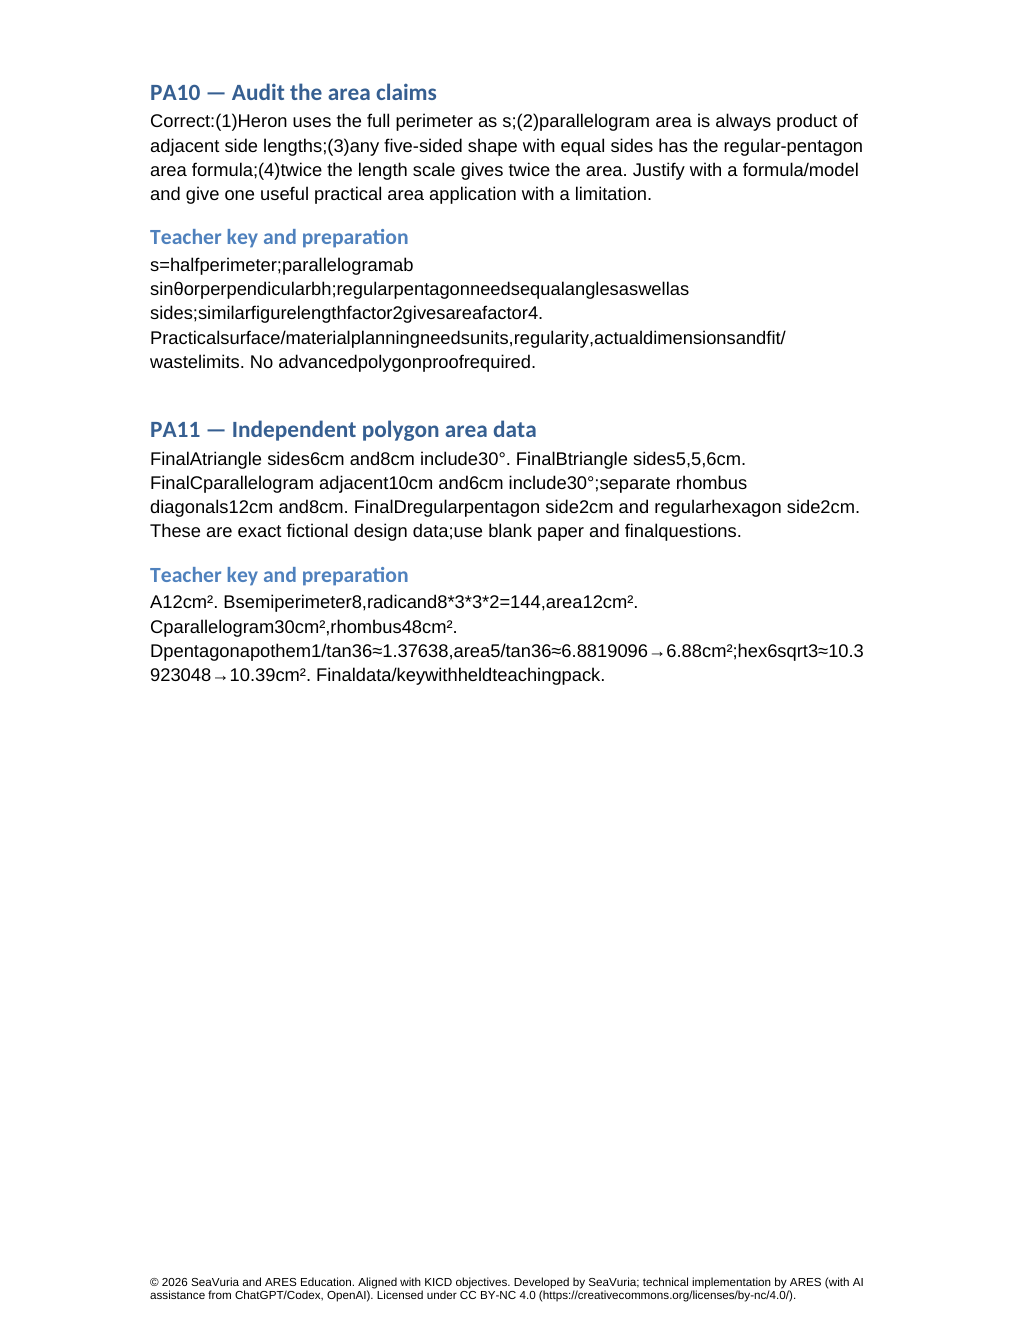 PA10 — Audit the area claims
Correct:(1)Heron uses the full perimeter as s;(2)parallelogram area is always product of
adjacent side lengths;(3)any five-sided shape with equal sides has the regular-pentagon
area formula;(4)twice the length scale gives twice the area. Justify with a formula/model
and give one useful practical area application with a limitation.
Teacher key and preparation
s=halfperimeter;parallelogramab
sinθorperpendicularbh;regularpentagonneedsequalanglesaswellas
sides;similarfigurelengthfactor2givesareafactor4.
Practicalsurface/materialplanningneedsunits,regularity,actualdimensionsandfit/
wastelimits. No advancedpolygonproofrequired.
PA11 — Independent polygon area data
FinalAtriangle sides6cm and8cm include30°. FinalBtriangle sides5,5,6cm.
FinalCparallelogram adjacent10cm and6cm include30°;separate rhombus
diagonals12cm and8cm. FinalDregularpentagon side2cm and regularhexagon side2cm.
These are exact fictional design data;use blank paper and finalquestions.
Teacher key and preparation
A12cm². Bsemiperimeter8,radicand8*3*3*2=144,area12cm².
Cparallelogram30cm²,rhombus48cm².
Dpentagonapothem1/tan36≈1.37638,area5/tan36≈6.8819096→6.88cm²;hex6sqrt3≈10.3
923048→10.39cm². Finaldata/keywithheldteachingpack.
© 2026 SeaVuria and ARES Education. Aligned with KICD objectives. Developed by SeaVuria; technical implementation by ARES (with AI
assistance from ChatGPT/Codex, OpenAI). Licensed under CC BY-NC 4.0 (https://creativecommons.org/licenses/by-nc/4.0/).